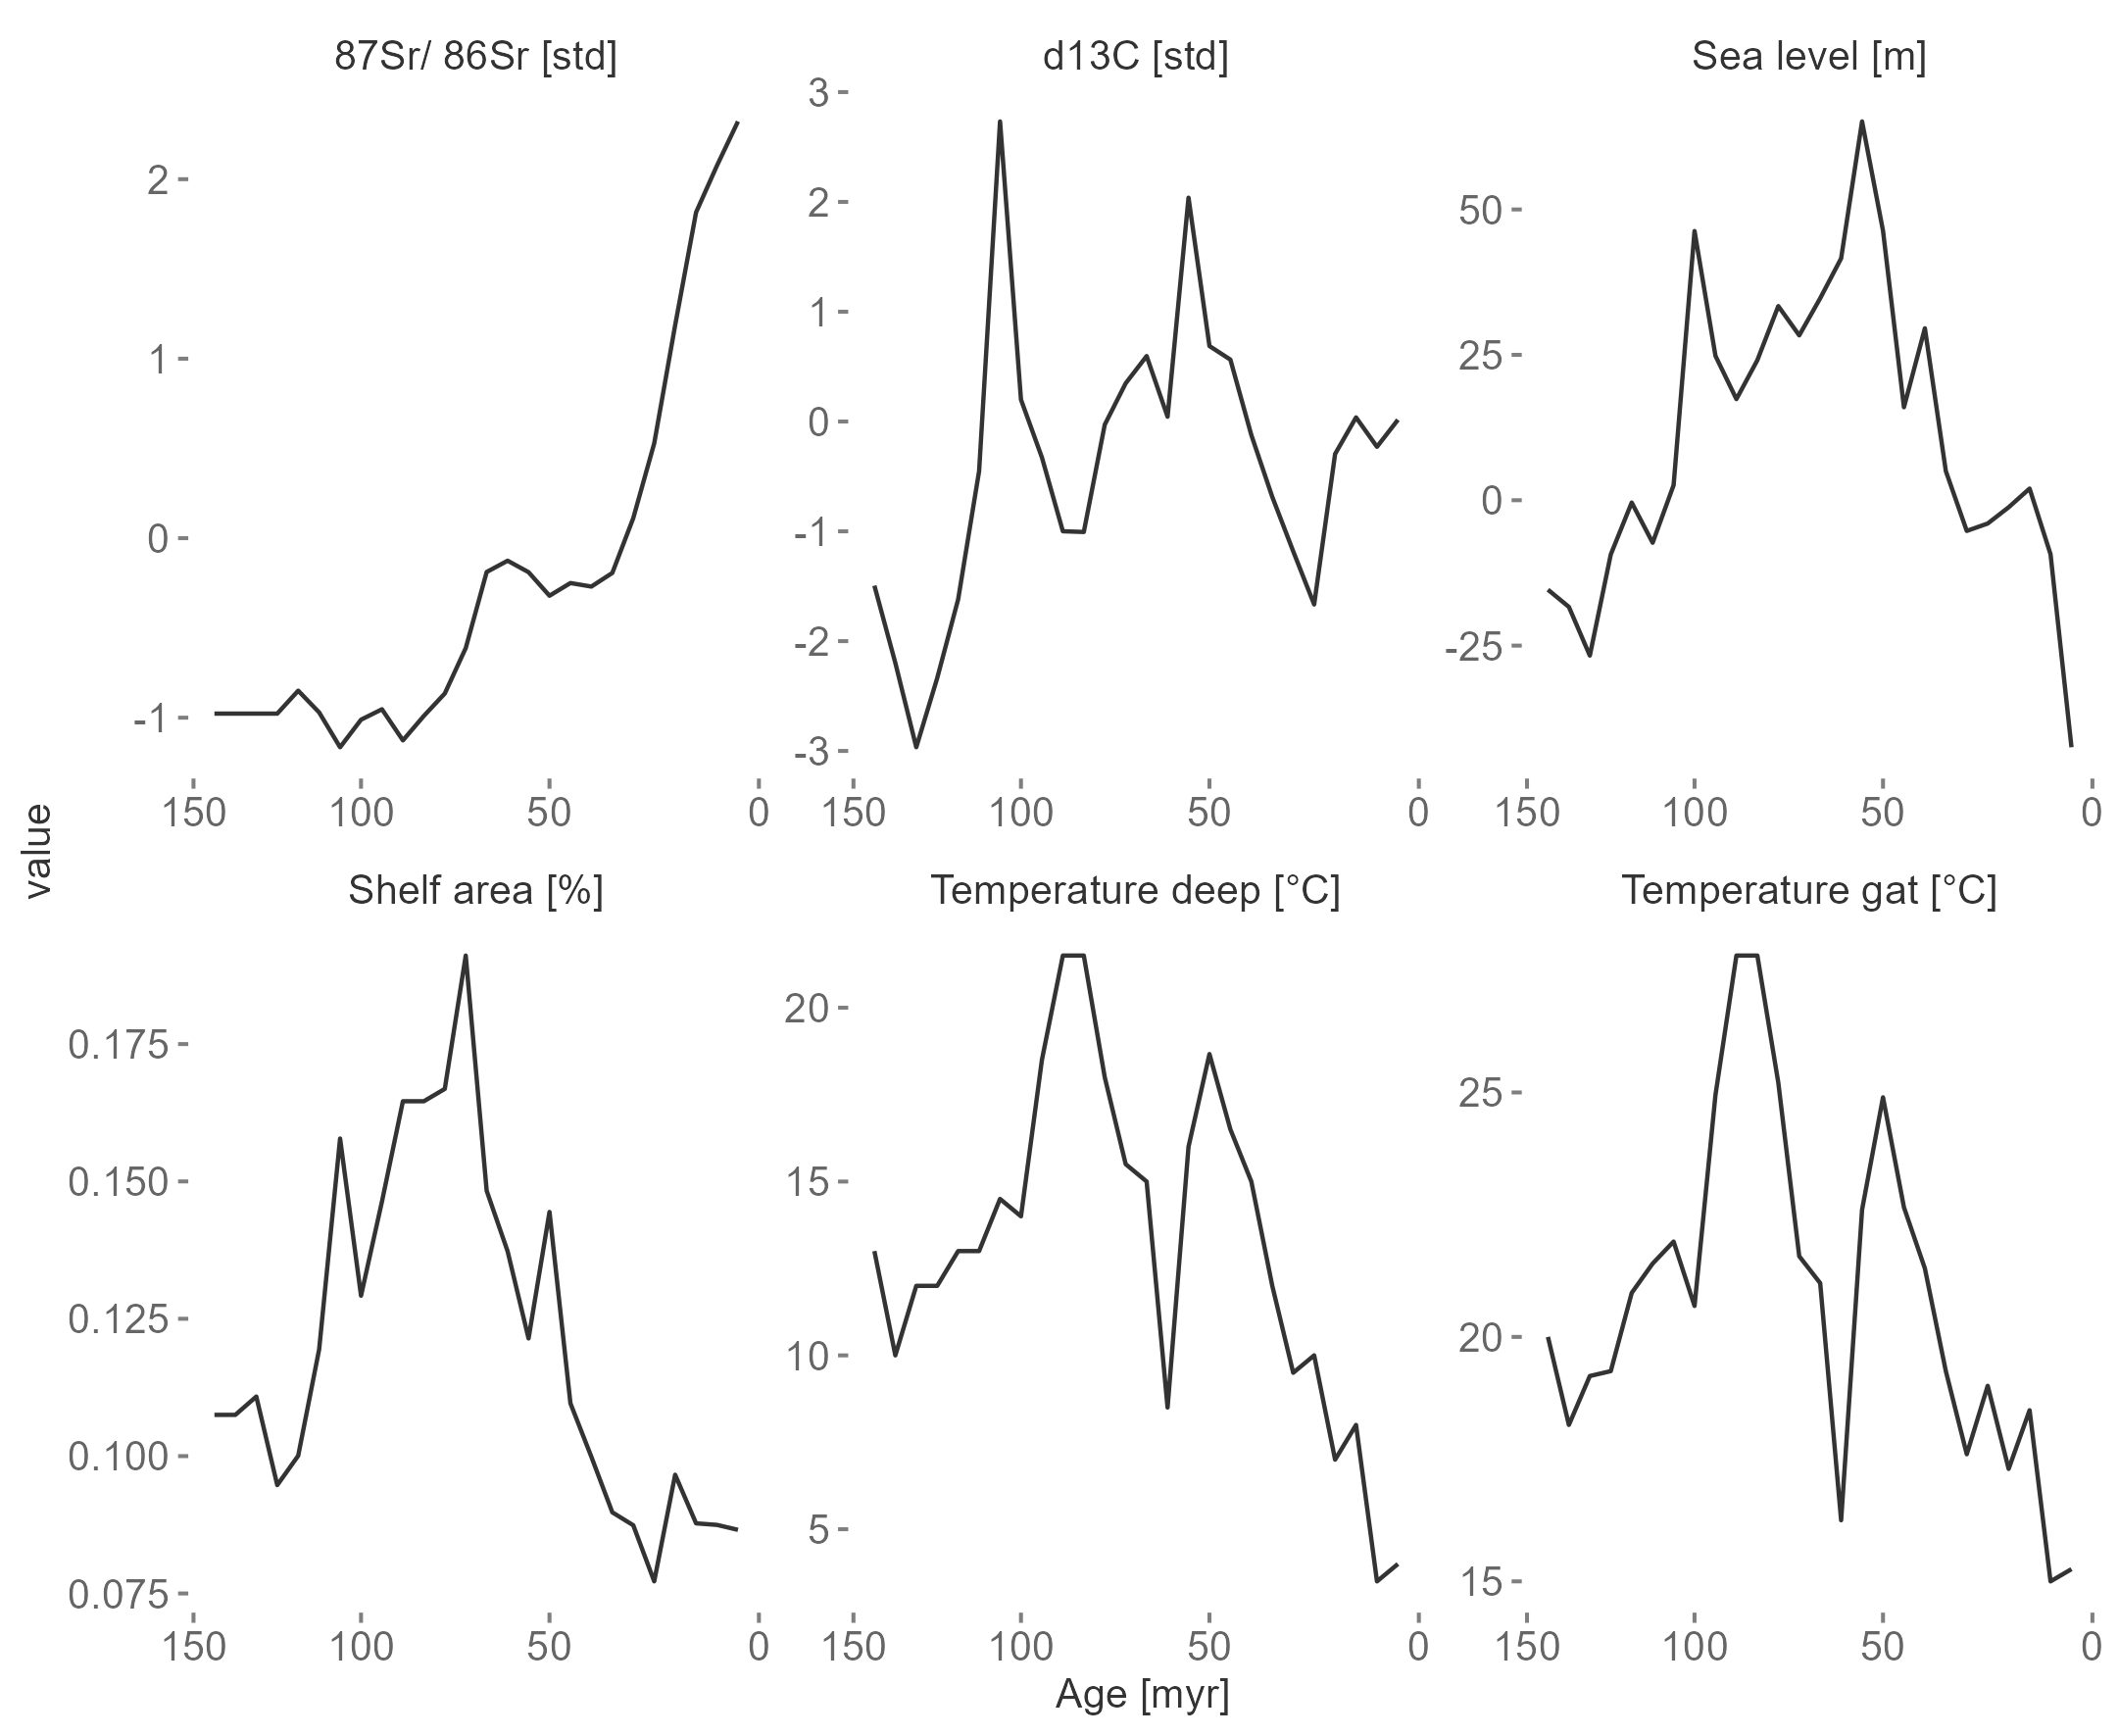 87Sr/ 86Sr [std]
d13C [std]
Sea level [m]
2
1
0
-1
3
2
1
0
-1
-2
-3
50
25
0
-25
150 100 50 0
150 100 50 0
150 100 50 0
value
Shelf area [%]
Temperature deep [°C]
Temperature gat [°C]
0.175
0.150
0.125
0.100
0.075
20
15
10
5
25
20
15
150 100 50 0
150 100 50 0
150 100 50 0
Age [myr]